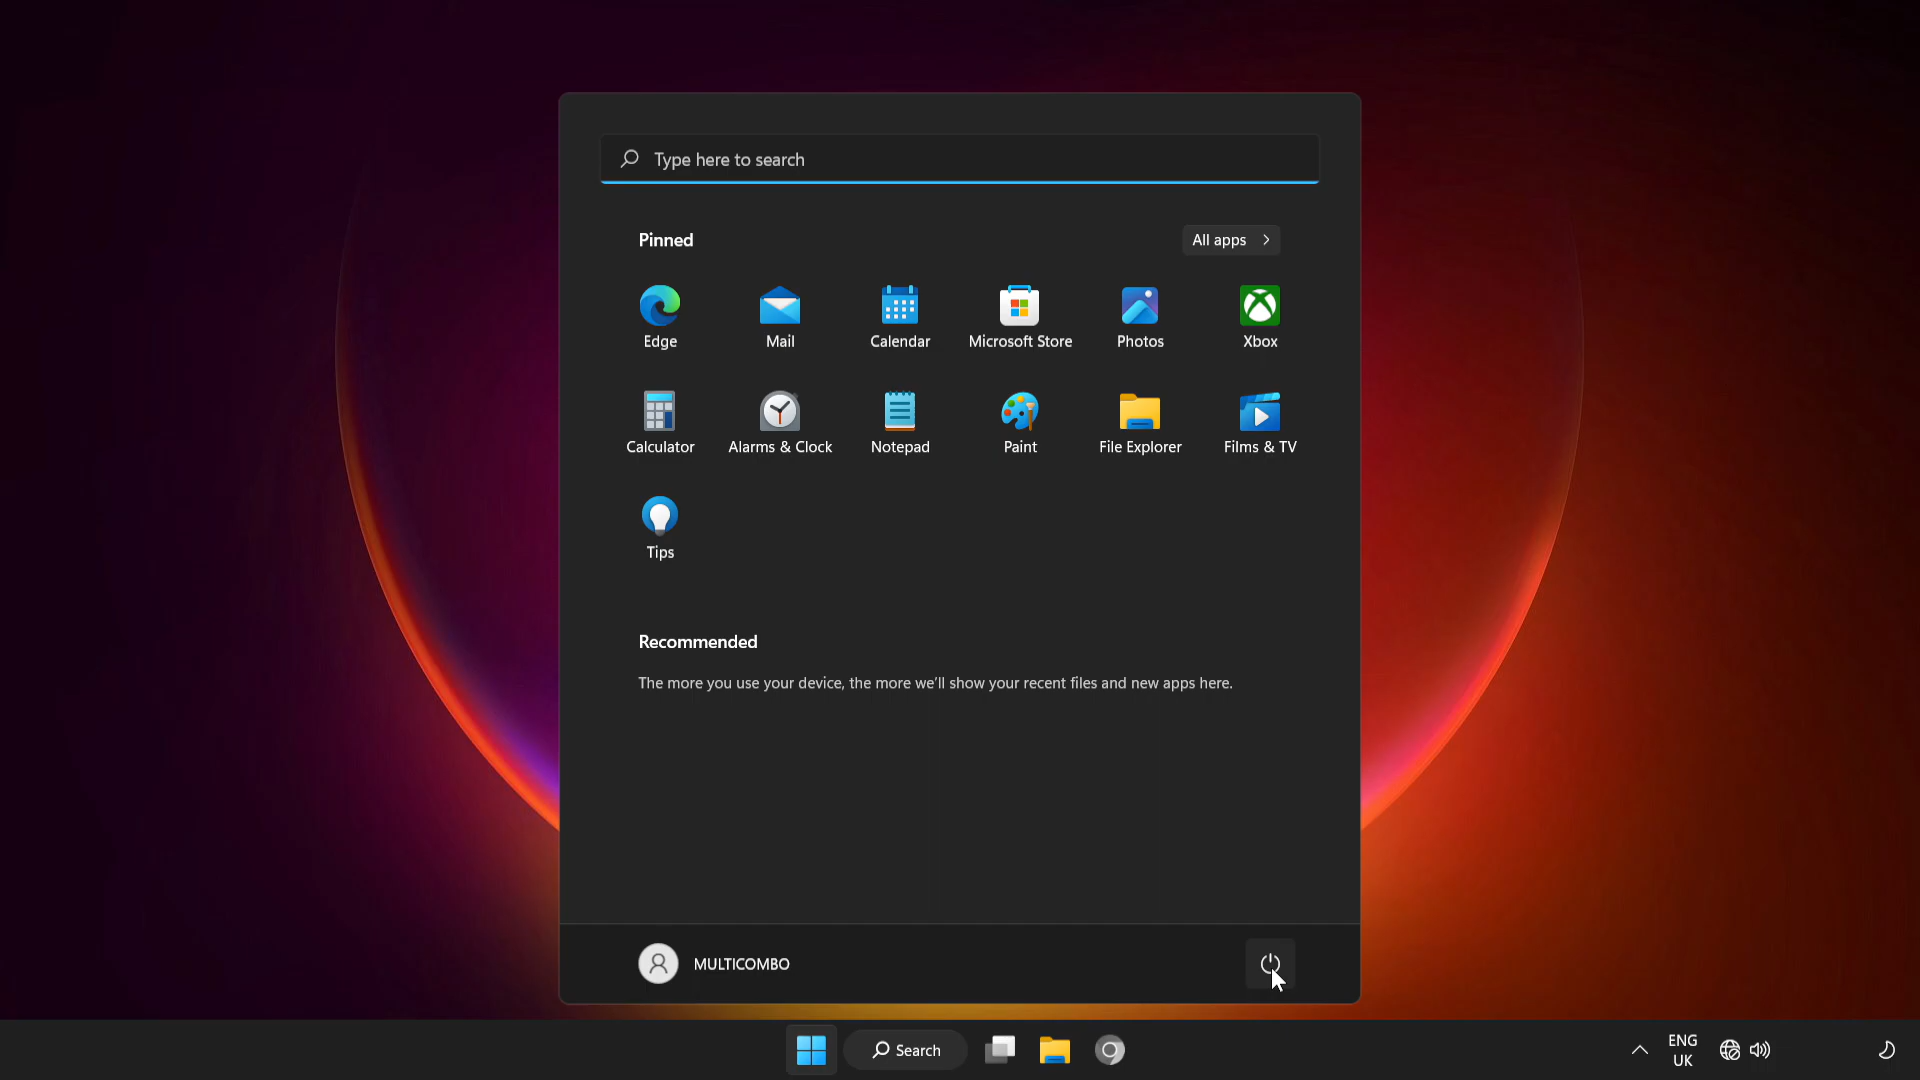 Type here to search
Pinned
All apps
Edge
Mail
Calendar
Microsoft Store
Photos
Xbox
Calculator
Alarms & Clock
Notepad
Paint
File Explorer
Films & TV
Tips
Recommended
The more you use your device, the more we'll show your recent files and new apps here.
MULTICOMBO
Search
ENG
UK